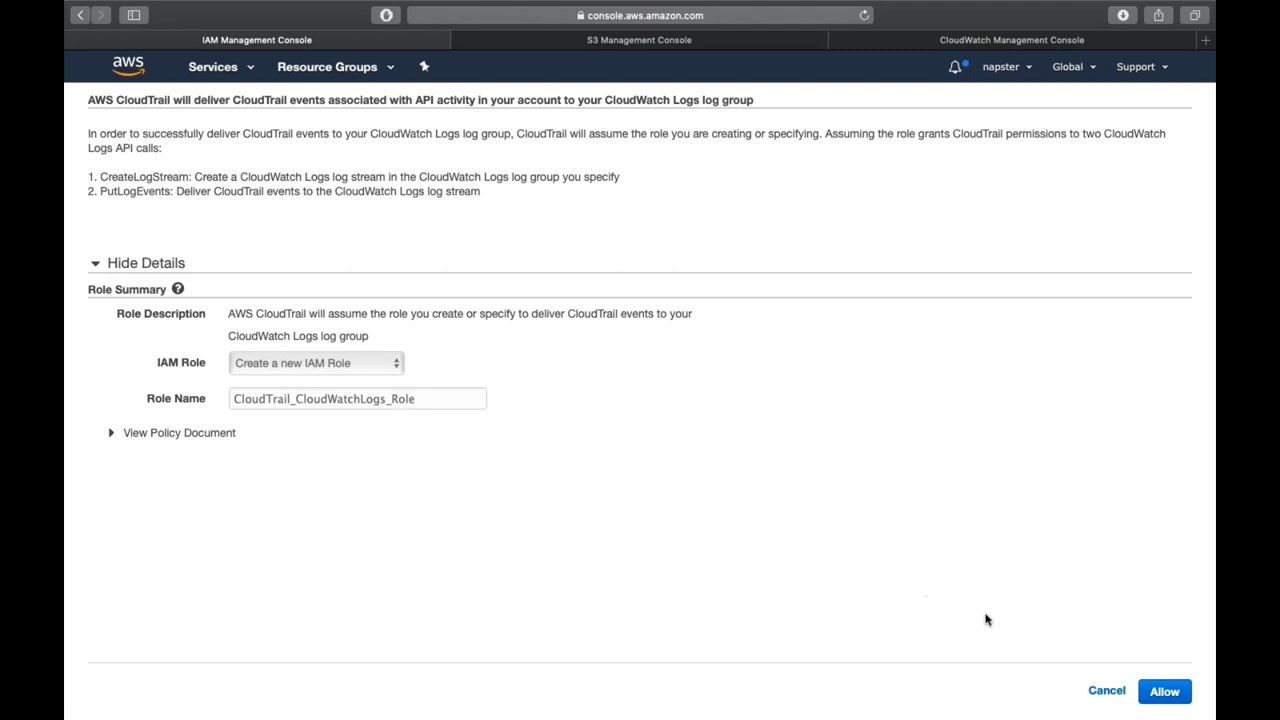 console.aws.amazon.com
IAM Management Console
S3 Management Console
CloudWatch Management Console
aws
Services
Resource Groups
napster
Global
Support
AWS CloudTrail will deliver CloudTrail events associated with API activity in your account to your CloudWatch Logs log group
In order to successfully deliver CloudTrail events to your CloudWatch Logs log group, CloudTrail will assume the role you are creating or specifying. Assuming the role grants CloudTrail permissions to two CloudWatch
Logs API calls:
1. CreateLogStream: Create a CloudWatch Logs log stream in the CloudWatch Logs log group you specify
2. PutLogEvents: Deliver CloudTrail events to the CloudWatch Logs log stream
Hide Details
Role Summary ?
Role Description AWS CloudTrail will assume the role you create or specify to deliver CloudTrail events to your
CloudWatch Logs log group
IAM Role Create a new IAM Role
Role Name CloudTrail_CloudWatchLogs_Role
View Policy Document
Cancel Allow